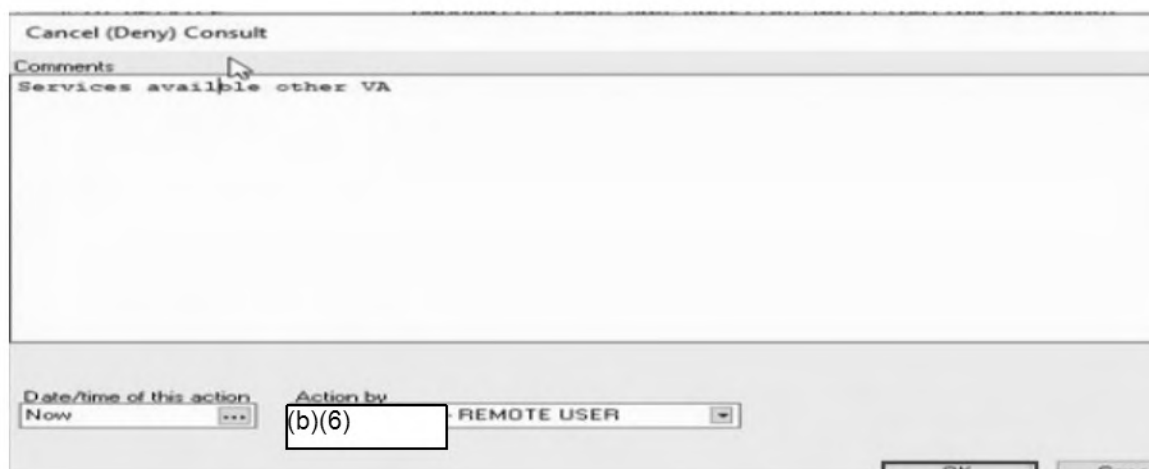 Cancel (Deny) Consult
Comments
Services availble other VA
Date/time of this action Action by
Now ... (b)(6) - REMOTE USER
OK